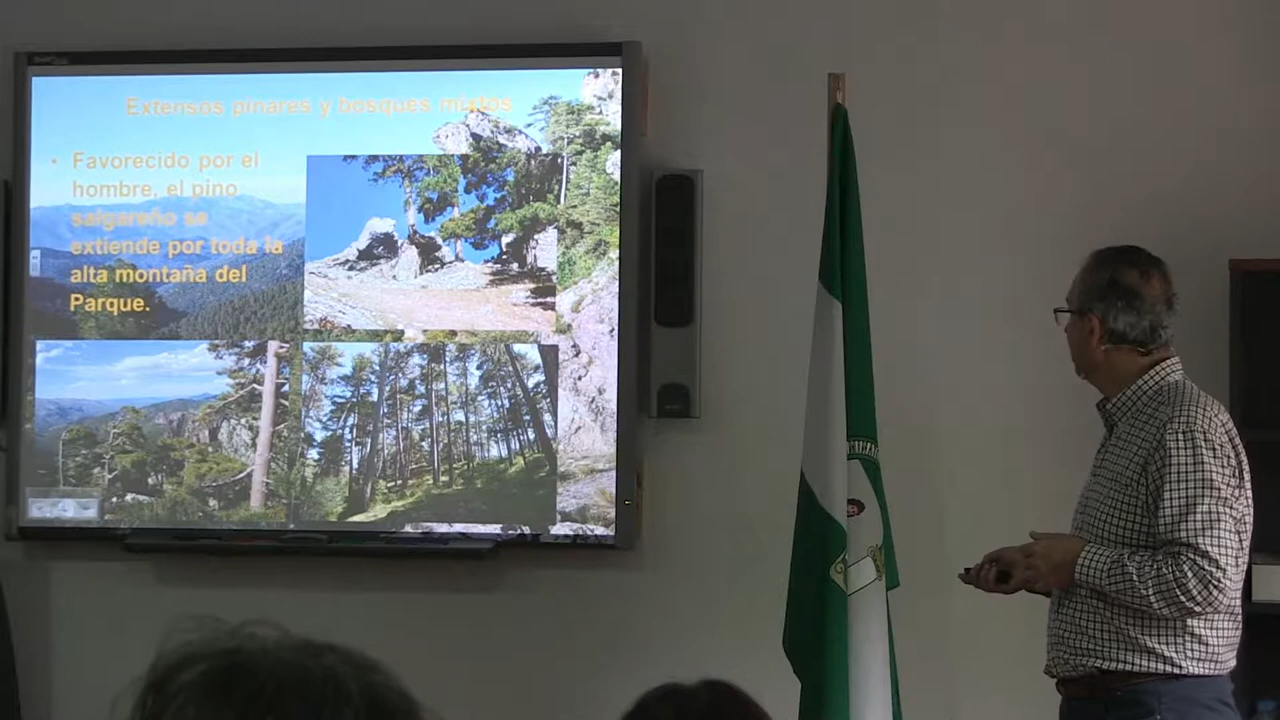 Extensos pinares y bosques mixtos
• Favorecido por el
hombre, el pino
salgareño se
extiende por toda la
alta montaña del
Parque.